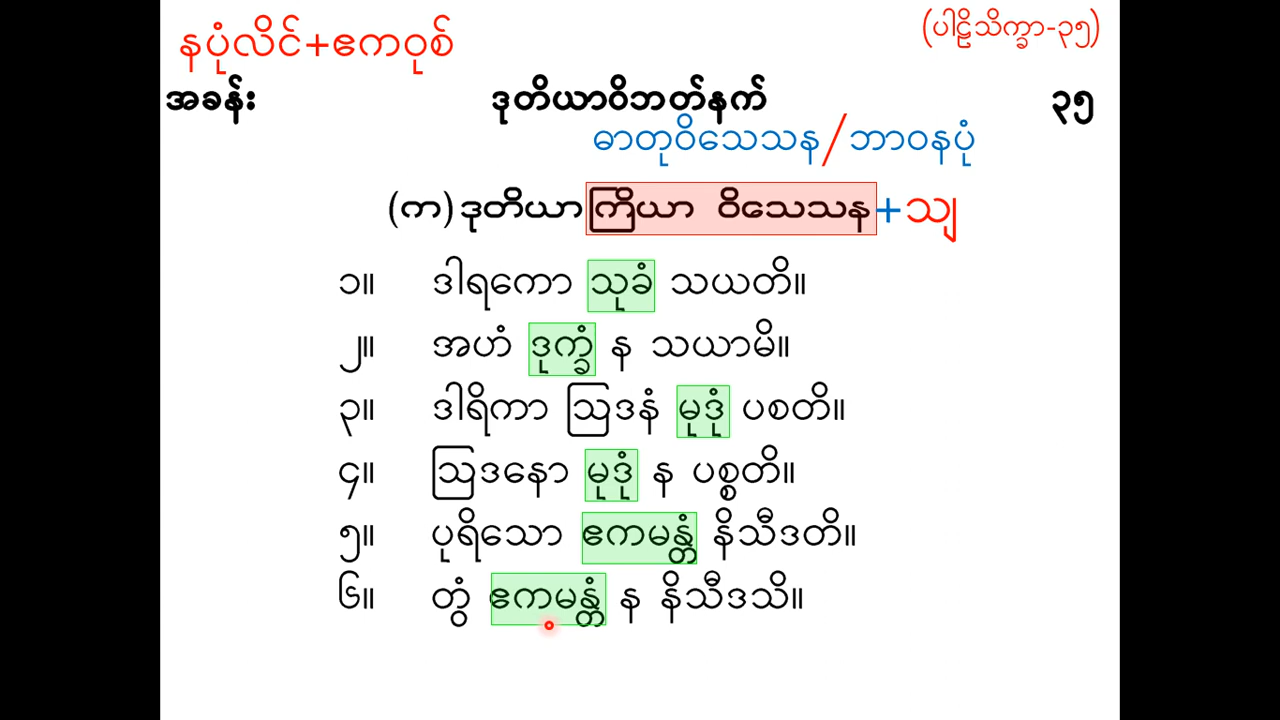 နပုံလိင်+ဧကဝုစ်
(ပါဠိသိက္ခာ-၃၅)
အခန်း ဒုတိယာဝိဘတ်နက် ၃၅
ဓာတုဝိသေသန/ဘာဝနပုံ
(က) ဒုတိယာ ကြိယာ ဝိသေသန+သျ
၁။ ဒါရကော သုခံ သယတိ။
၂။ အဟံ ဒုက္ခံ န သယာမိ။
၃။ ဒါရိကာ ဩဒနံ မုဒုံ ပစတိ။
၄။ ဩဒနော မုဒုံ န ပစ္စတိ။
၅။ ပုရိသော ဧကမန္တံ နိသီဒတိ။
၆။ တွံ ဧကမန္တံ န နိသီဒသိ။